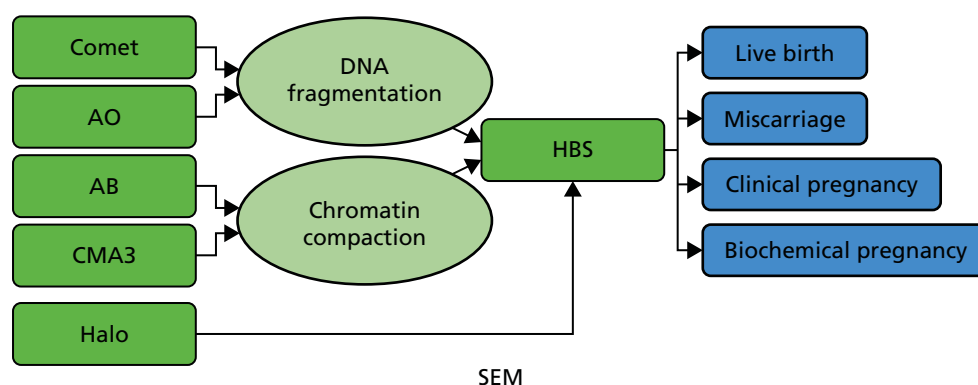 Comet
AO
AB
CMA3
Halo
DNA
fragmentation
Chromatin
compaction
HBS
Live birth
Miscarriage
Clinical pregnancy
Biochemical pregnancy
SEM